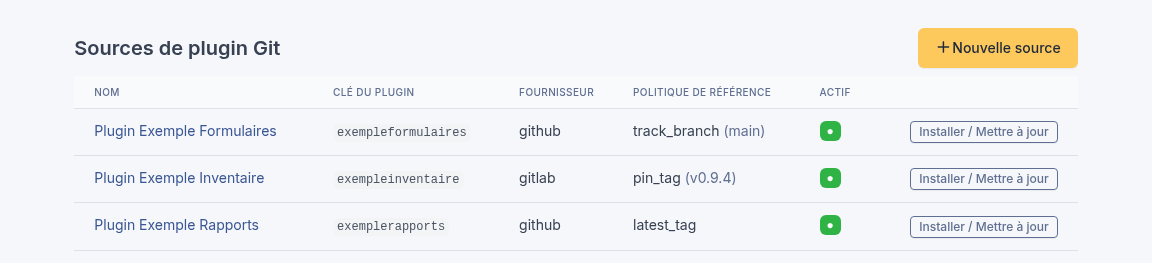 Sources de plugin Git
+ Nouvelle source
NOM CLÉ DU PLUGIN FOURNISSEUR POLITIQUE DE RÉFÉRENCE ACTIF
Plugin Exemple Formulaires exempleformulaires github track_branch (main) Installer / Mettre à jour
Plugin Exemple Inventaire exempleinventaire gitlab pin_tag (v0.9.4) Installer / Mettre à jour
Plugin Exemple Rapports exemplerapports github latest_tag Installer / Mettre à jour